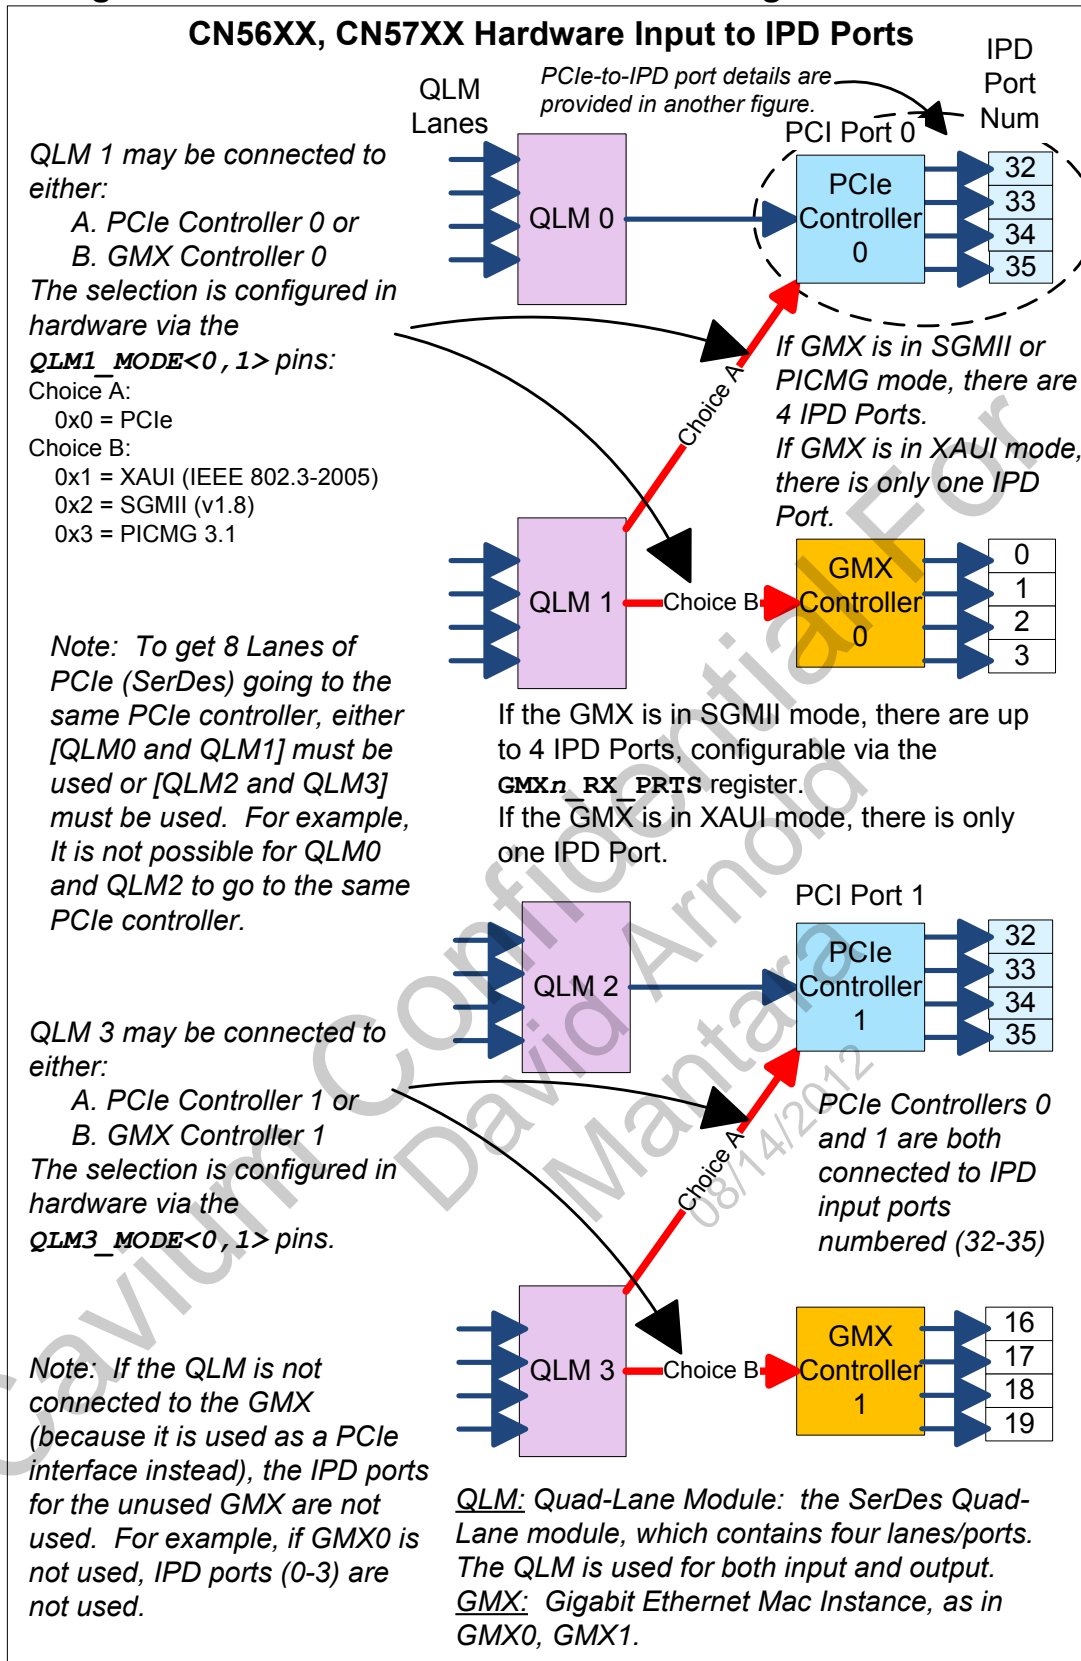 CN56XX, CN57XX Hardware Input to IPD Ports
QLM
Lanes
PCIe-to-IPD port details are
provided in another figure.
IPD
Port
Num
QLM 1 may be connected to
either:
A. PCIe Controller 0 or
B. GMX Controller 0
The selection is configured in
hardware via the
QLM1_MODE<0,1> pins:
Choice A:
0x0 = PCIe
Choice B:
0x1 = XAUI (IEEE 802.3-2005)
0x2 = SGMII (v1.8)
0x3 = PICMG 3.1
QLM 0
PCI Port 0
PCIe
Controller
0
32
33
34
35
Choice A
If GMX is in SGMII or
PICMG mode, there are
4 IPD Ports.
If GMX is in XAUI mode,
there is only one IPD
Port.
QLM 1
Choice B
GMX
Controller
0
0
1
2
3
Note: To get 8 Lanes of
PCIe (SerDes) going to the
same PCIe controller, either
[QLM0 and QLM1] must be
used or [QLM2 and QLM3]
must be used. For example,
It is not possible for QLM0
and QLM2 to go to the same
PCIe controller.
If the GMX is in SGMII mode, there are up
to 4 IPD Ports, configurable via the
GMXn_RX_PRTS register.
If the GMX is in XAUI mode, there is only
one IPD Port.
QLM 2
PCI Port 1
PCIe
Controller
1
32
33
34
35
QLM 3 may be connected to
either:
A. PCIe Controller 1 or
B. GMX Controller 1
The selection is configured in
hardware via the
QLM3_MODE<0,1> pins.
Choice A
PCIe Controllers 0
and 1 are both
connected to IPD
input ports
numbered (32-35)
QLM 3
Choice B
GMX
Controller
1
16
17
18
19
Note: If the QLM is not
connected to the GMX
(because it is used as a PCIe
interface instead), the IPD ports
for the unused GMX are not
used. For example, if GMX0 is
not used, IPD ports (0-3) are
not used.
QLM: Quad-Lane Module: the SerDes Quad-
Lane module, which contains four lanes/ports.
The QLM is used for both input and output.
GMX: Gigabit Ethernet Mac Instance, as in
GMX0, GMX1.
Cavium Confidential For
David Arnold
Mantara
08/14/2012